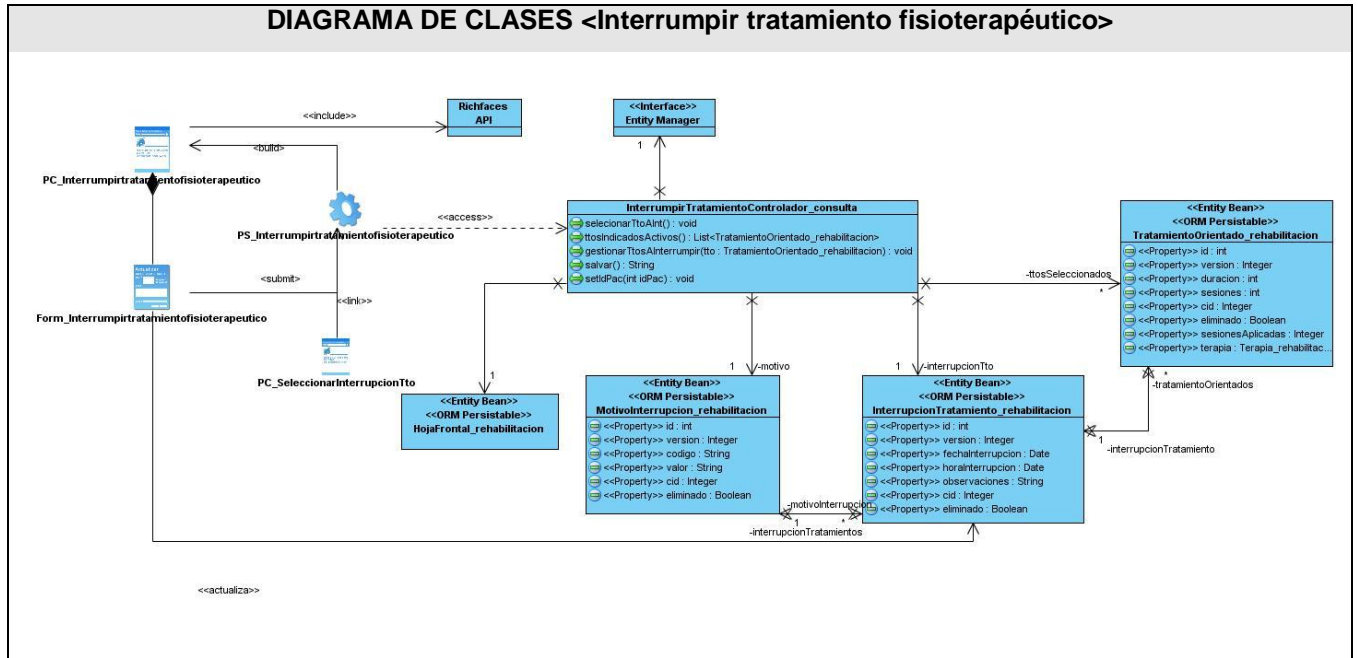 DIAGRAMA DE CLASES <Interrumpir tratamiento fisioterapéutico>
<<include>>
Richfaces
API
<<Interface>>
Entity Manager
<build>
1
PC_Interrumpirtratamientofisioterapeutico
PS_Interrumpirtratamientofisioterapeutico
<<access>>
InterrumpirTratamientoControlador_consulta
selecionarTtoAInt() : void
ttosIndicadosActivos() : List<TratamientoOrientado_rehabilitacion>
gestionarTtosAInterrumpir(tto : TratamientoOrientado_rehabilitacion) : void
salvar() : String
setIdPac(int idPac) : void
<<Entity Bean>>
<<ORM Persistable>>
TratamientoOrientado_rehabilitacion
<<Property>> id : int
<<Property>> version : Integer
<<Property>> duracion : int
<<Property>> sesiones : int
<<Property>> cid : Integer
<<Property>> eliminado : Boolean
<<Property>> sesionesAplicadas : Integer
<<Property>> terapia : Terapia_rehabilitac...
-ttosSeleccionados
*
Actualizar
<submit>
<<link>>
Form_Interrumpirtratamientofisioterapeutico
PC_SeleccionarInterrupcionTto
1
1
-motivo
1
-interrupcionTto
*
-tratamientoOrientados
<<Entity Bean>>
<<ORM Persistable>>
HojaFrontal_rehabilitacion
<<Entity Bean>>
<<ORM Persistable>>
MotivoInterrupcion_rehabilitacion
<<Property>> id : int
<<Property>> version : Integer
<<Property>> codigo : String
<<Property>> valor : String
<<Property>> cid : Integer
<<Property>> eliminado : Boolean
<<Entity Bean>>
<<ORM Persistable>>
InterrupcionTratamiento_rehabilitacion
<<Property>> id : int
<<Property>> version : Integer
<<Property>> fechaInterrupcion : Date
<<Property>> horaInterrupcion : Date
<<Property>> observaciones : String
<<Property>> cid : Integer
<<Property>> eliminado : Boolean
1
-interrupcionTratamiento
-motivoInterrupcion
1
*
-interrupcionTratamientos
<<actualiza>>